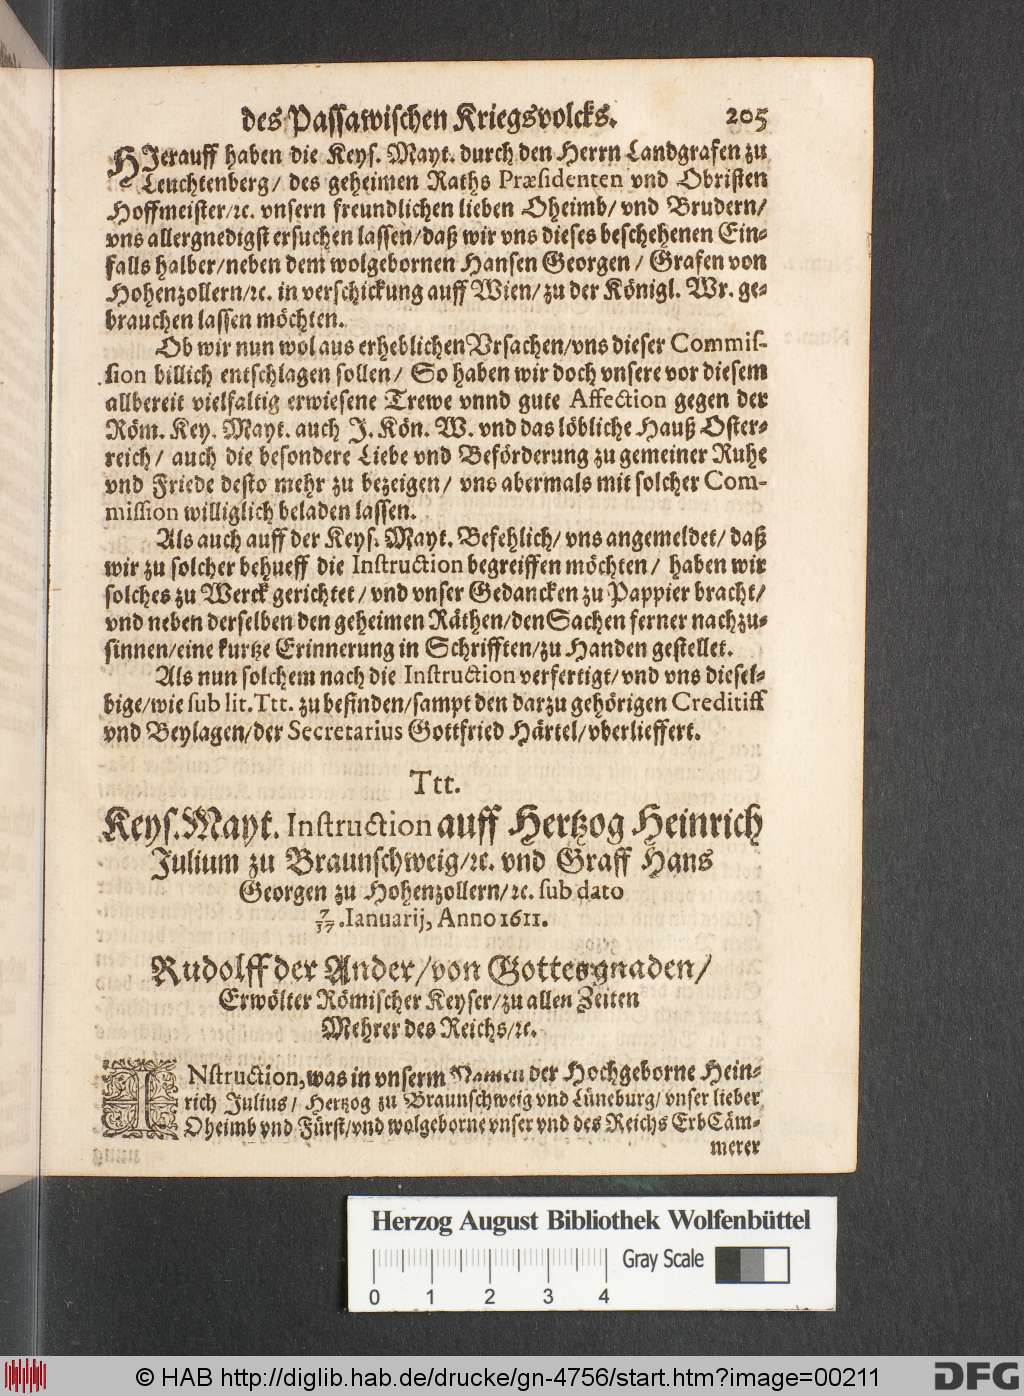 des Passawischen Kriegsvolcks. 205
HIerauff haben die Keys. Mayt. durch den Herrn Landgrafen zu
Leuchtenberg/ des geheimen Raths Præsidenten vnd Obristen
Hoffmeister/ꝛc. vnsern freundlichen lieben Oheimb/ vnd Brudern/
vns allergnedigst ersuchen lassen/daß wir vns dieses beschehenen Ein-
falls halber/neben dem wolgebornen Hansen Georgen / Grafen von
Hohenzollern/ꝛc. in verschickung auff Wien/ zu der Königl. Wr. ge-
brauchen lassen möchten.
Ob wir nun wol aus erheblichen Vrsachen/vns dieser Commis-
sion billich entschlagen sollen/ So haben wir doch vnsere vor diesem
allbereit vielfaltig erwiesene Trewe vnnd gute Affection gegen der
Röm. Key. Mayt. auch J. Kön. W. vnd das löbliche Hauß Oster-
reich/ auch die besondere Liebe vnd Beförderung zu gemeiner Ruhe
vnd Friede desto mehr zu bezeigen/ vns abermals mit solcher Com-
mission williglich beladen lassen.
Als auch auff der Keys. Mayt. Befehlich/ vns angemeldet/ daß
wir zu solcher behueff die Instruction begreiffen möchten/ haben wir
solches zu Werck gerichtet/ vnd vnser Gedancken zu Pappier bracht/
vnd neben derselben den geheimen Räthen/den Sachen ferner nachzu-
sinnen/eine kurtze Erinnerung in Schrifften/zu Handen gestellet.
Als nun solchem nach die Instruction verfertigt/ vnd vns diesel-
bige/wie sub lit. Ttt. zu befinden/sampt den darzu gehörigen Creditiff
vnd Beylagen/der Secretarius Gottfried Härtel/ vberlieffert.
Ttt.
Keys. Mayt. Instruction auff Hertzog Heinrich
Julium zu Braunschweig/ꝛc. vnd Graff Hans
Georgen zu Hohenzollern/ꝛc. sub dato
7/17. Ianuarij, Anno 1611.
Rudolff der Ander/von Gottes gnaden/
Erwölter Römischer Keyser/zu allen Zeiten
Mehrer des Reichs/ꝛc.
INstruction, was in vnserm Namen der Hochgeborne Hein-
rich Julius/ Hertzog zu Braunschweig vnd Lüneburg/ vnser lieber
Oheimb vnd Fürst/vnd wolgeborne vnser vnd des Reichs ErbCäm-
merer
Herzog August Bibliothek Wolfenbüttel
Gray Scale
0 1 2 3 4
© HAB http://diglib.hab.de/drucke/gn-4756/start.htm?image=00211
DFG